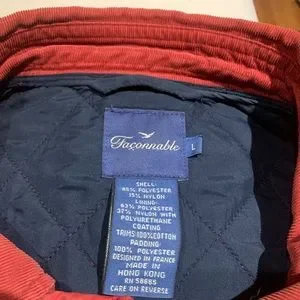 Façonnable
L
SHELL:
85% POLYESTER
15% NYLON
LINING:
63% POLYESTER
37% NYLON WITH
POLYURETHANE
COATING
TRIMS:100%COTTON
PADDING:
100% POLYESTER
DESIGNED IN FRANCE
MADE IN
HONG KONG
RN 58665
CARE ON REVERSE